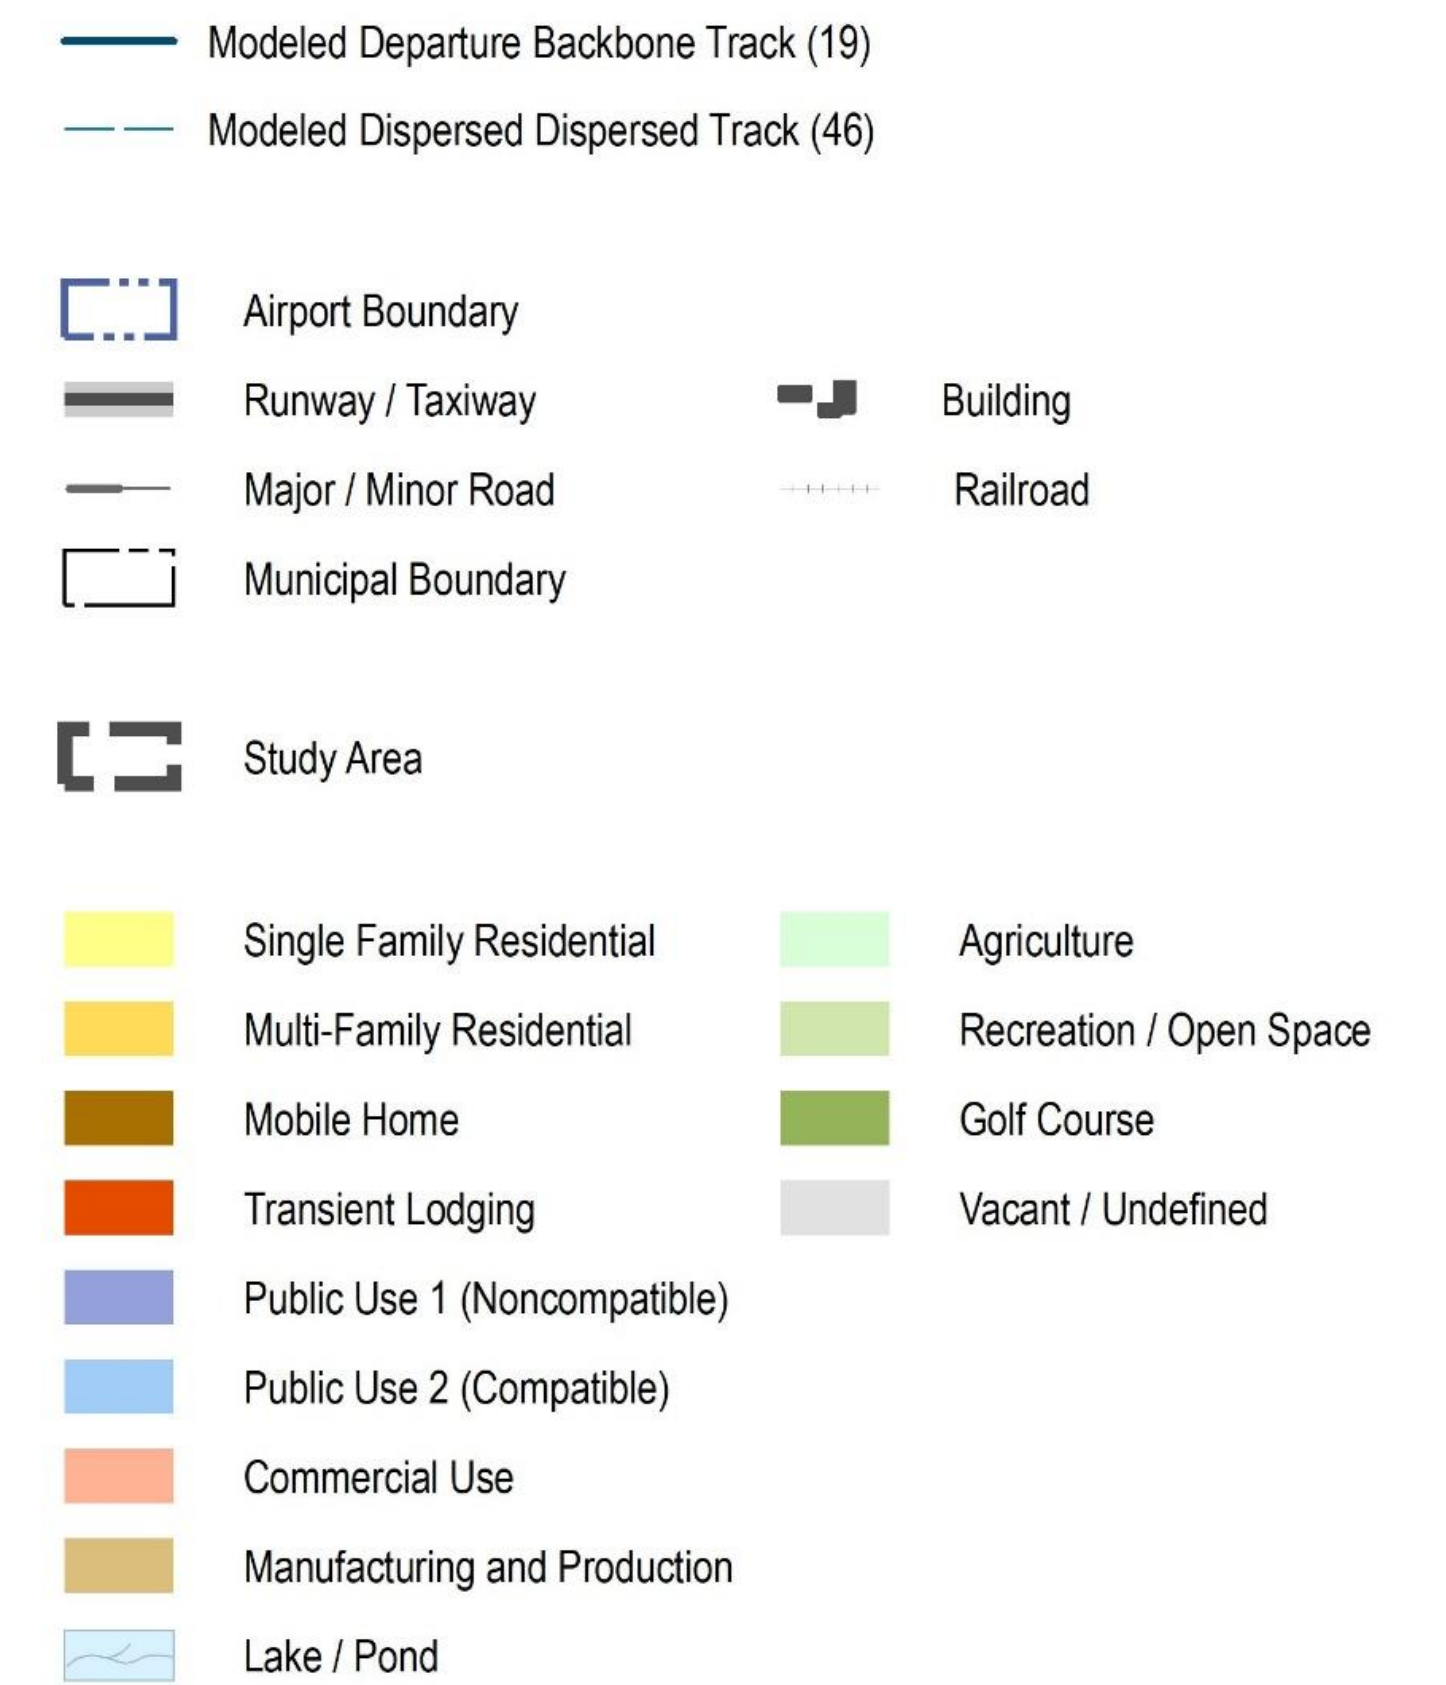 Modeled Departure Backbone Track (19)
Modeled Dispersed Dispersed Track (46)
Airport Boundary
Runway / Taxiway
Building
Major / Minor Road
Railroad
Municipal Boundary
Study Area
Single Family Residential
Agriculture
Multi-Family Residential
Recreation / Open Space
Mobile Home
Golf Course
Transient Lodging
Vacant / Undefined
Public Use 1 (Noncompatible)
Public Use 2 (Compatible)
Commercial Use
Manufacturing and Production
Lake / Pond